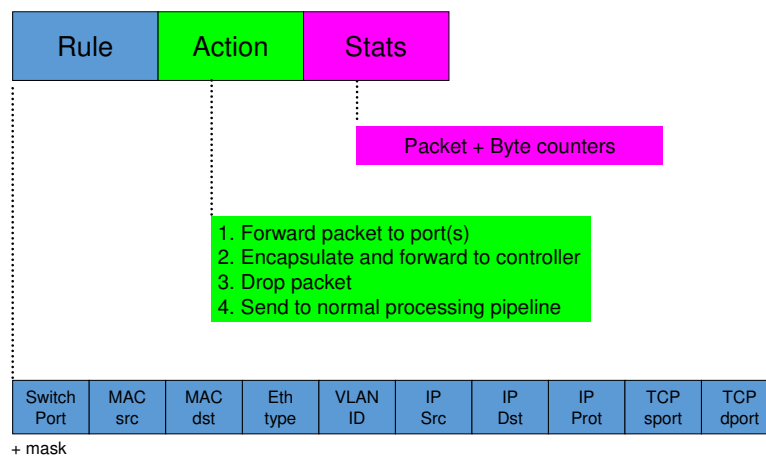 Rule Action Stats
Packet + Byte counters
1. Forward packet to port(s)
2. Encapsulate and forward to controller
3. Drop packet
4. Send to normal processing pipeline
Switch MAC MAC Eth VLAN IP IP IP TCP TCP
Port src dst type ID Src Dst Prot sport dport
+ mask